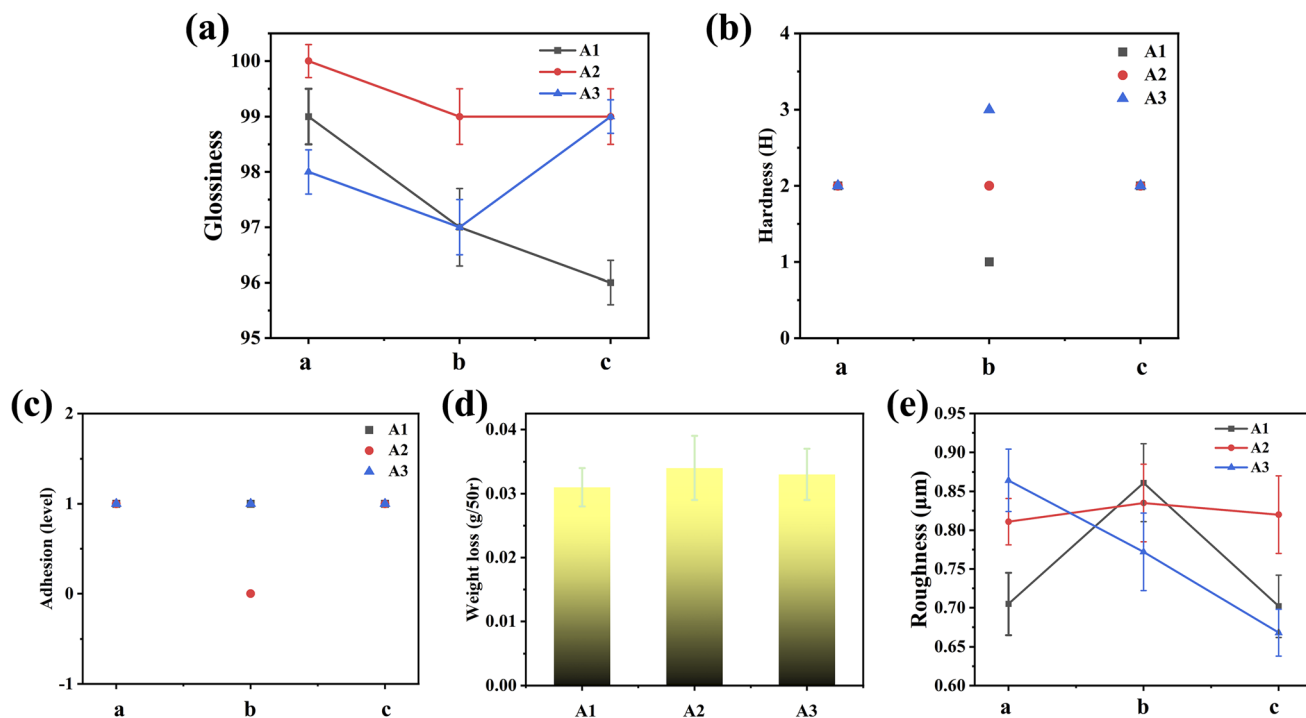 (a)
Glossiness
100
99
98
97
96
95
A1
A2
A3
a
b
c
(b)
Hardness (H)
4
3
2
1
0
A1
A2
A3
a
b
c
(c)
Adhesion (level)
2
1
0
-1
A1
A2
A3
a
b
c
(d)
Weight loss (g/50r)
0.04
0.03
0.02
0.01
0.00
A1
A2
A3
(e)
Roughness (μm)
0.95
0.90
0.85
0.80
0.75
0.70
0.65
0.60
A1
A2
A3
a
b
c